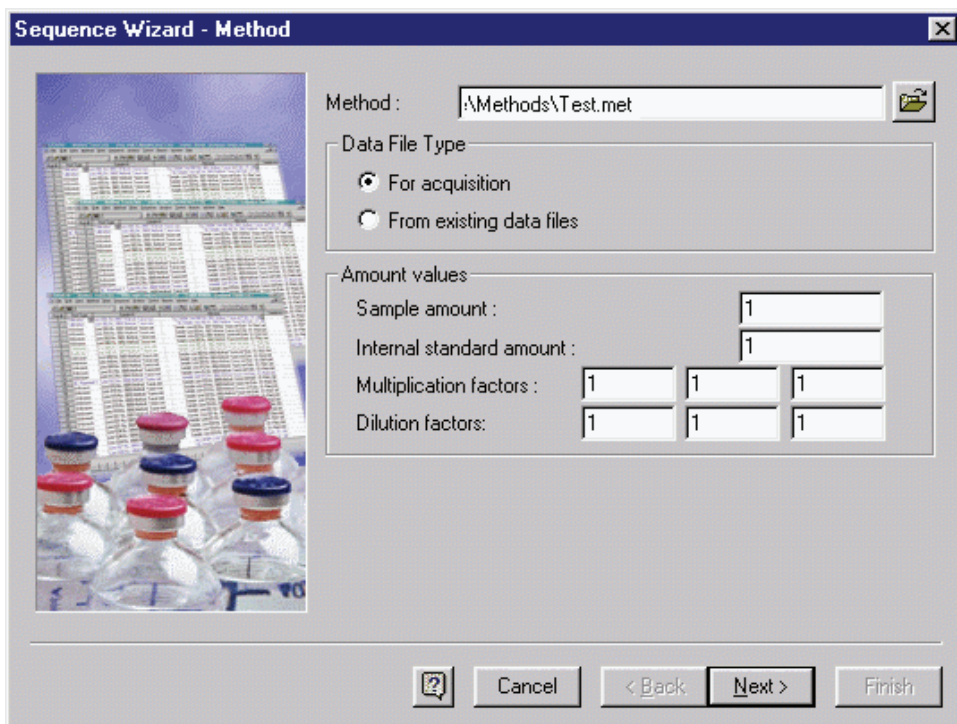 Sequence Wizard - Method
Method : :\Methods\Test.met
Data File Type
For acquisition
From existing data files
Amount values
Sample amount : 1
Internal standard amount : 1
Multiplication factors : 1 1 1
Dilution factors: 1 1 1
Cancel < Back Next > Finish